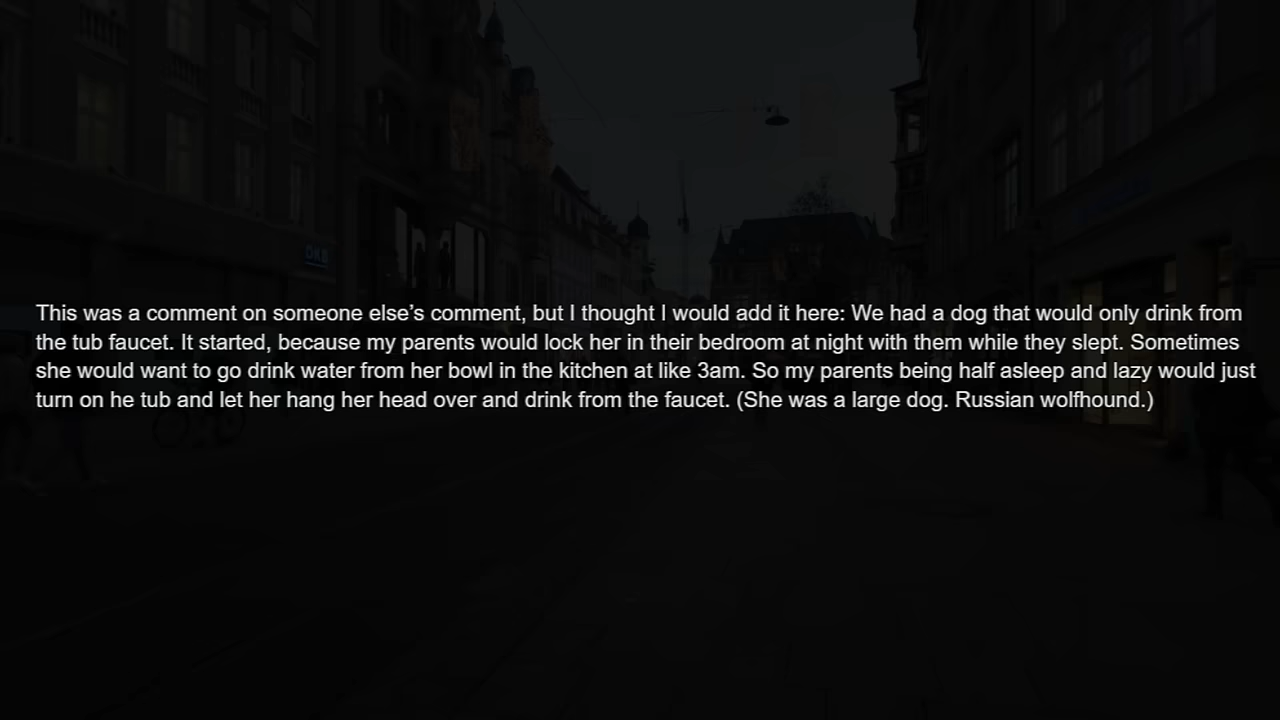 DKB
This was a comment on someone else’s comment, but I thought I would add it here: We had a dog that would only drink from
the tub faucet. It started, because my parents would lock her in their bedroom at night with them while they slept. Sometimes
she would want to go drink water from her bowl in the kitchen at like 3am. So my parents being half asleep and lazy would just
turn on he tub and let her hang her head over and drink from the faucet. (She was a large dog. Russian wolfhound.)